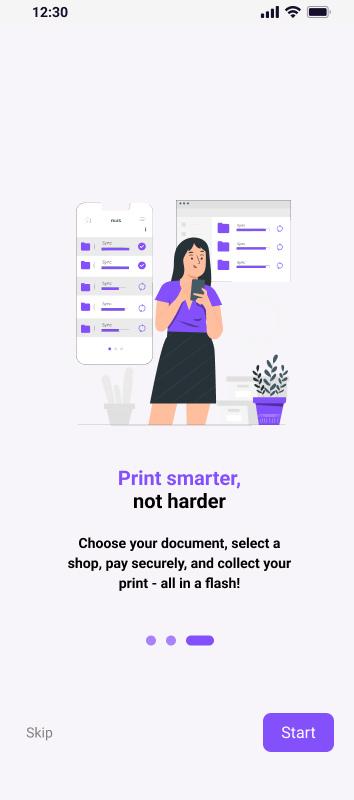 12:30
Sync
Sync
Sync
Sync
Sync
Sync
Sync
Sync
Print smarter,
not harder
Choose your document, select a
shop, pay securely, and collect your
print - all in a flash!
Skip
Start